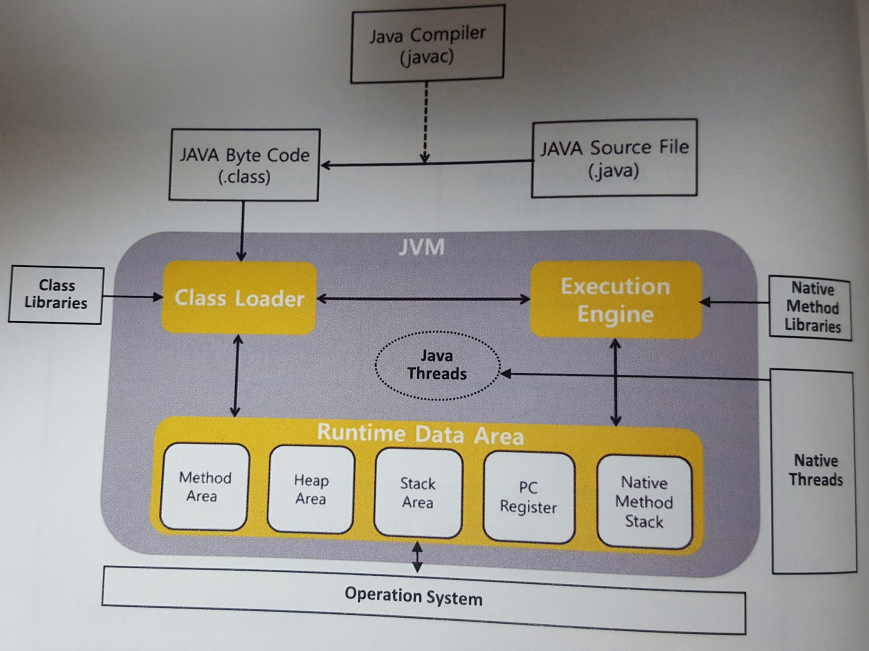 Java Compiler
(javac)
JAVA Byte Code
(.class)
JAVA Source File
(.java)
JVM
Class
Libraries
Class Loader
Execution
Engine
Native
Method
Libraries
Java
Threads
Runtime Data Area
Method
Area
Heap
Area
Stack
Area
PC
Register
Native
Method
Stack
Native
Threads
Operation System